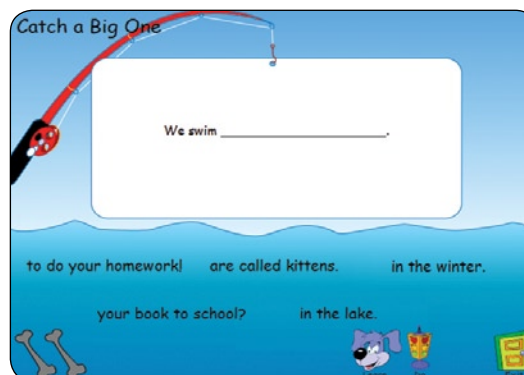 Catch a Big One
We swim ______________________.
to do your homework! are called kittens. in the winter.
your book to school? in the lake.